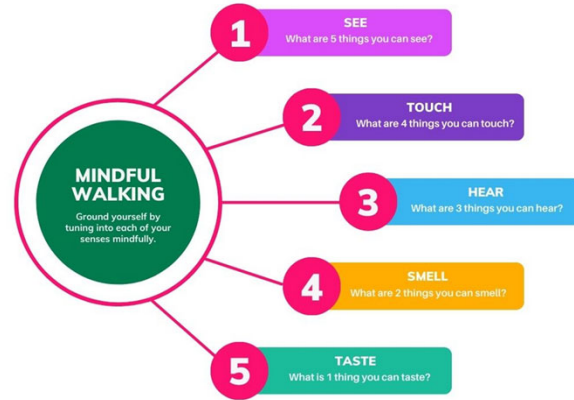 MINDFUL
WALKING
Ground yourself by
tuning into each of your
senses mindfully.
1
SEE
What are 5 things you can see?
2
TOUCH
What are 4 things you can touch?
3
HEAR
What are 3 things you can hear?
4
SMELL
What are 2 things you can smell?
5
TASTE
What is 1 thing you can taste?